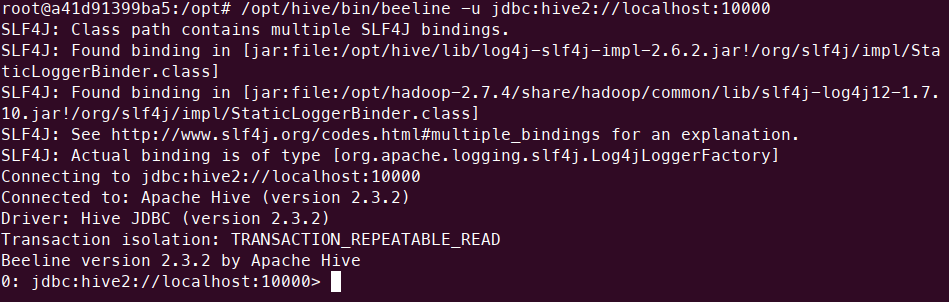 root@a41d91399ba5:/opt# /opt/hive/bin/beeline -u jdbc:hive2://localhost:10000
SLF4J: Class path contains multiple SLF4J bindings.
SLF4J: Found binding in [jar:file:/opt/hive/lib/log4j-slf4j-impl-2.6.2.jar!/org/slf4j/impl/Sta
ticLoggerBinder.class]
SLF4J: Found binding in [jar:file:/opt/hadoop-2.7.4/share/hadoop/common/lib/slf4j-log4j12-1.7.
10.jar!/org/slf4j/impl/StaticLoggerBinder.class]
SLF4J: See http://www.slf4j.org/codes.html#multiple_bindings for an explanation.
SLF4J: Actual binding is of type [org.apache.logging.slf4j.Log4jLoggerFactory]
Connecting to jdbc:hive2://localhost:10000
Connected to: Apache Hive (version 2.3.2)
Driver: Hive JDBC (version 2.3.2)
Transaction isolation: TRANSACTION_REPEATABLE_READ
Beeline version 2.3.2 by Apache Hive
0: jdbc:hive2://localhost:10000>